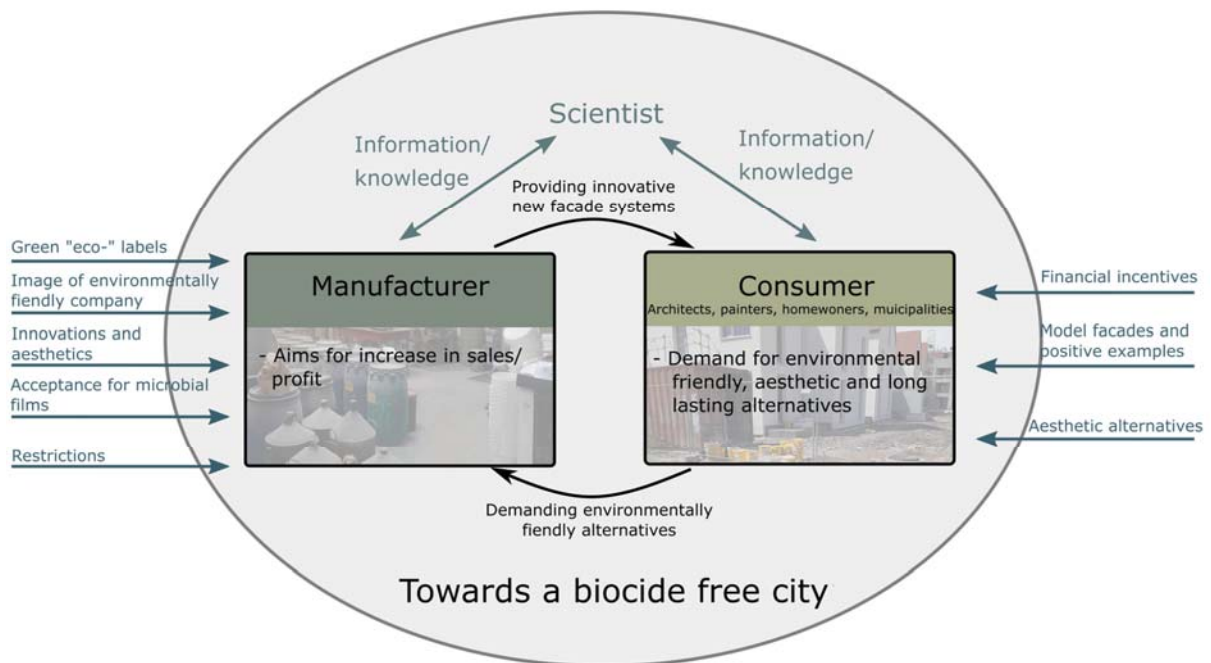 Scientist
Information/
knowledge
Information/
knowledge
Providing innovative
new facade systems
Green "eco-" labels
Image of environmentally
fiendly company
Innovations and
aesthetics
Acceptance for microbial
films
Restrictions
Manufacturer
- Aims for increase in sales/
profit
Consumer
Architects, painters, homewoners, muicipalities
- Demand for environmental
friendly, aesthetic and long
lasting alternatives
Financial incentives
Model facades and
positive examples
Aesthetic alternatives
Demanding environmentally
fiendly alternatives
Towards a biocide free city